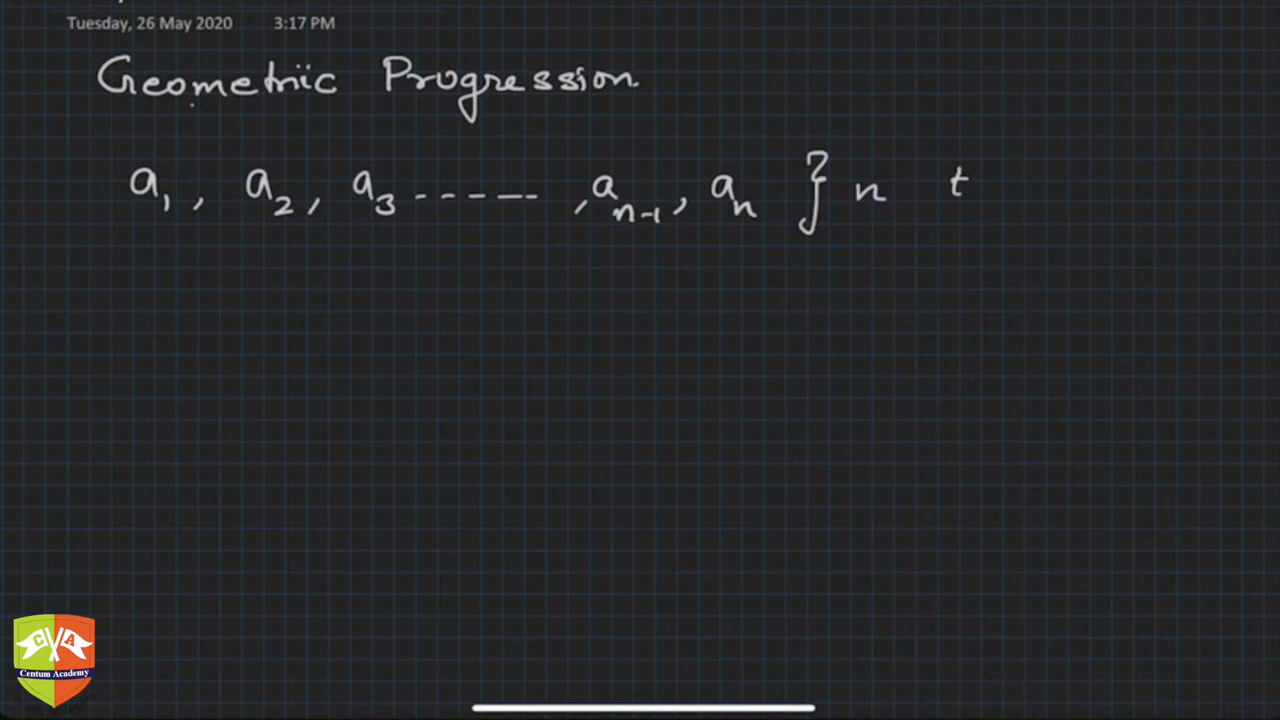 Tuesday, 26 May 2020 3:17 PM
Geometric Progression
a₁, a₂, a₃ ------, aₙ₋₁, aₙ } n t
C A
Centum Academy